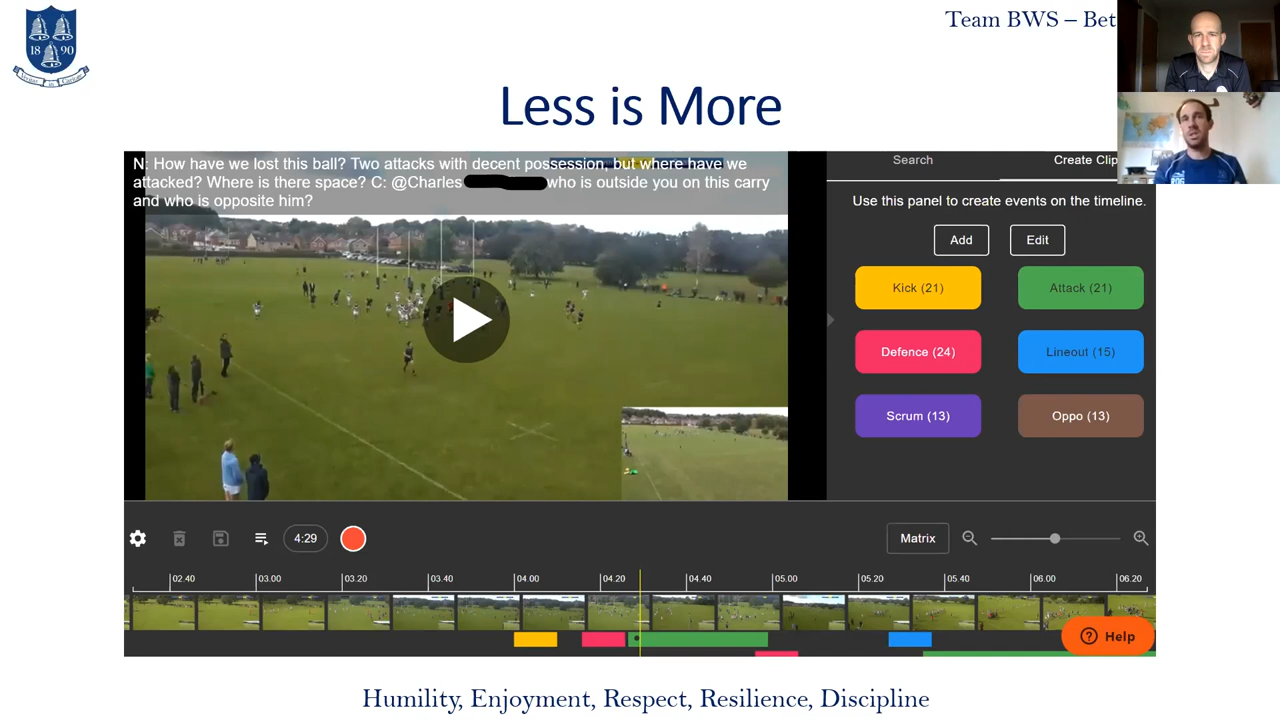 Team BWS – Bet
18 90
Less is More
N: How have we lost this ball? Two attacks with decent possession, but where have we
attacked? Where is there space? C: @Charles who is outside you on this carry
and who is opposite him?
Search
Create Clip
Use this panel to create events on the timeline.
Add
Edit
Kick (21)
Attack (21)
Defence (24)
Lineout (15)
Scrum (13)
Oppo (13)
4:29
Matrix
02.40
03.00
03.20
03.40
04.00
04.20
04.40
05.00
05.20
05.40
06.00
06.20
Help
Humility, Enjoyment, Respect, Resilience, Discipline